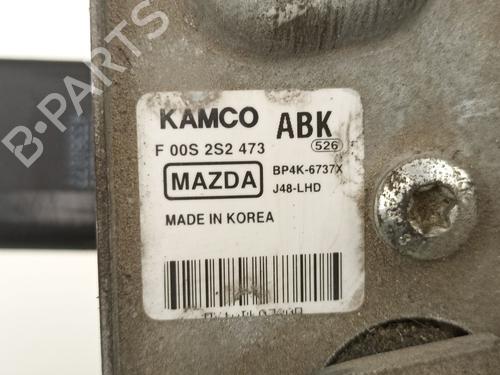 B-PARTS
KAMCO ABK
526
F 00S 2S2 473
MAZDA
BP4K-6737X
J48-LHD
MADE IN KOREA